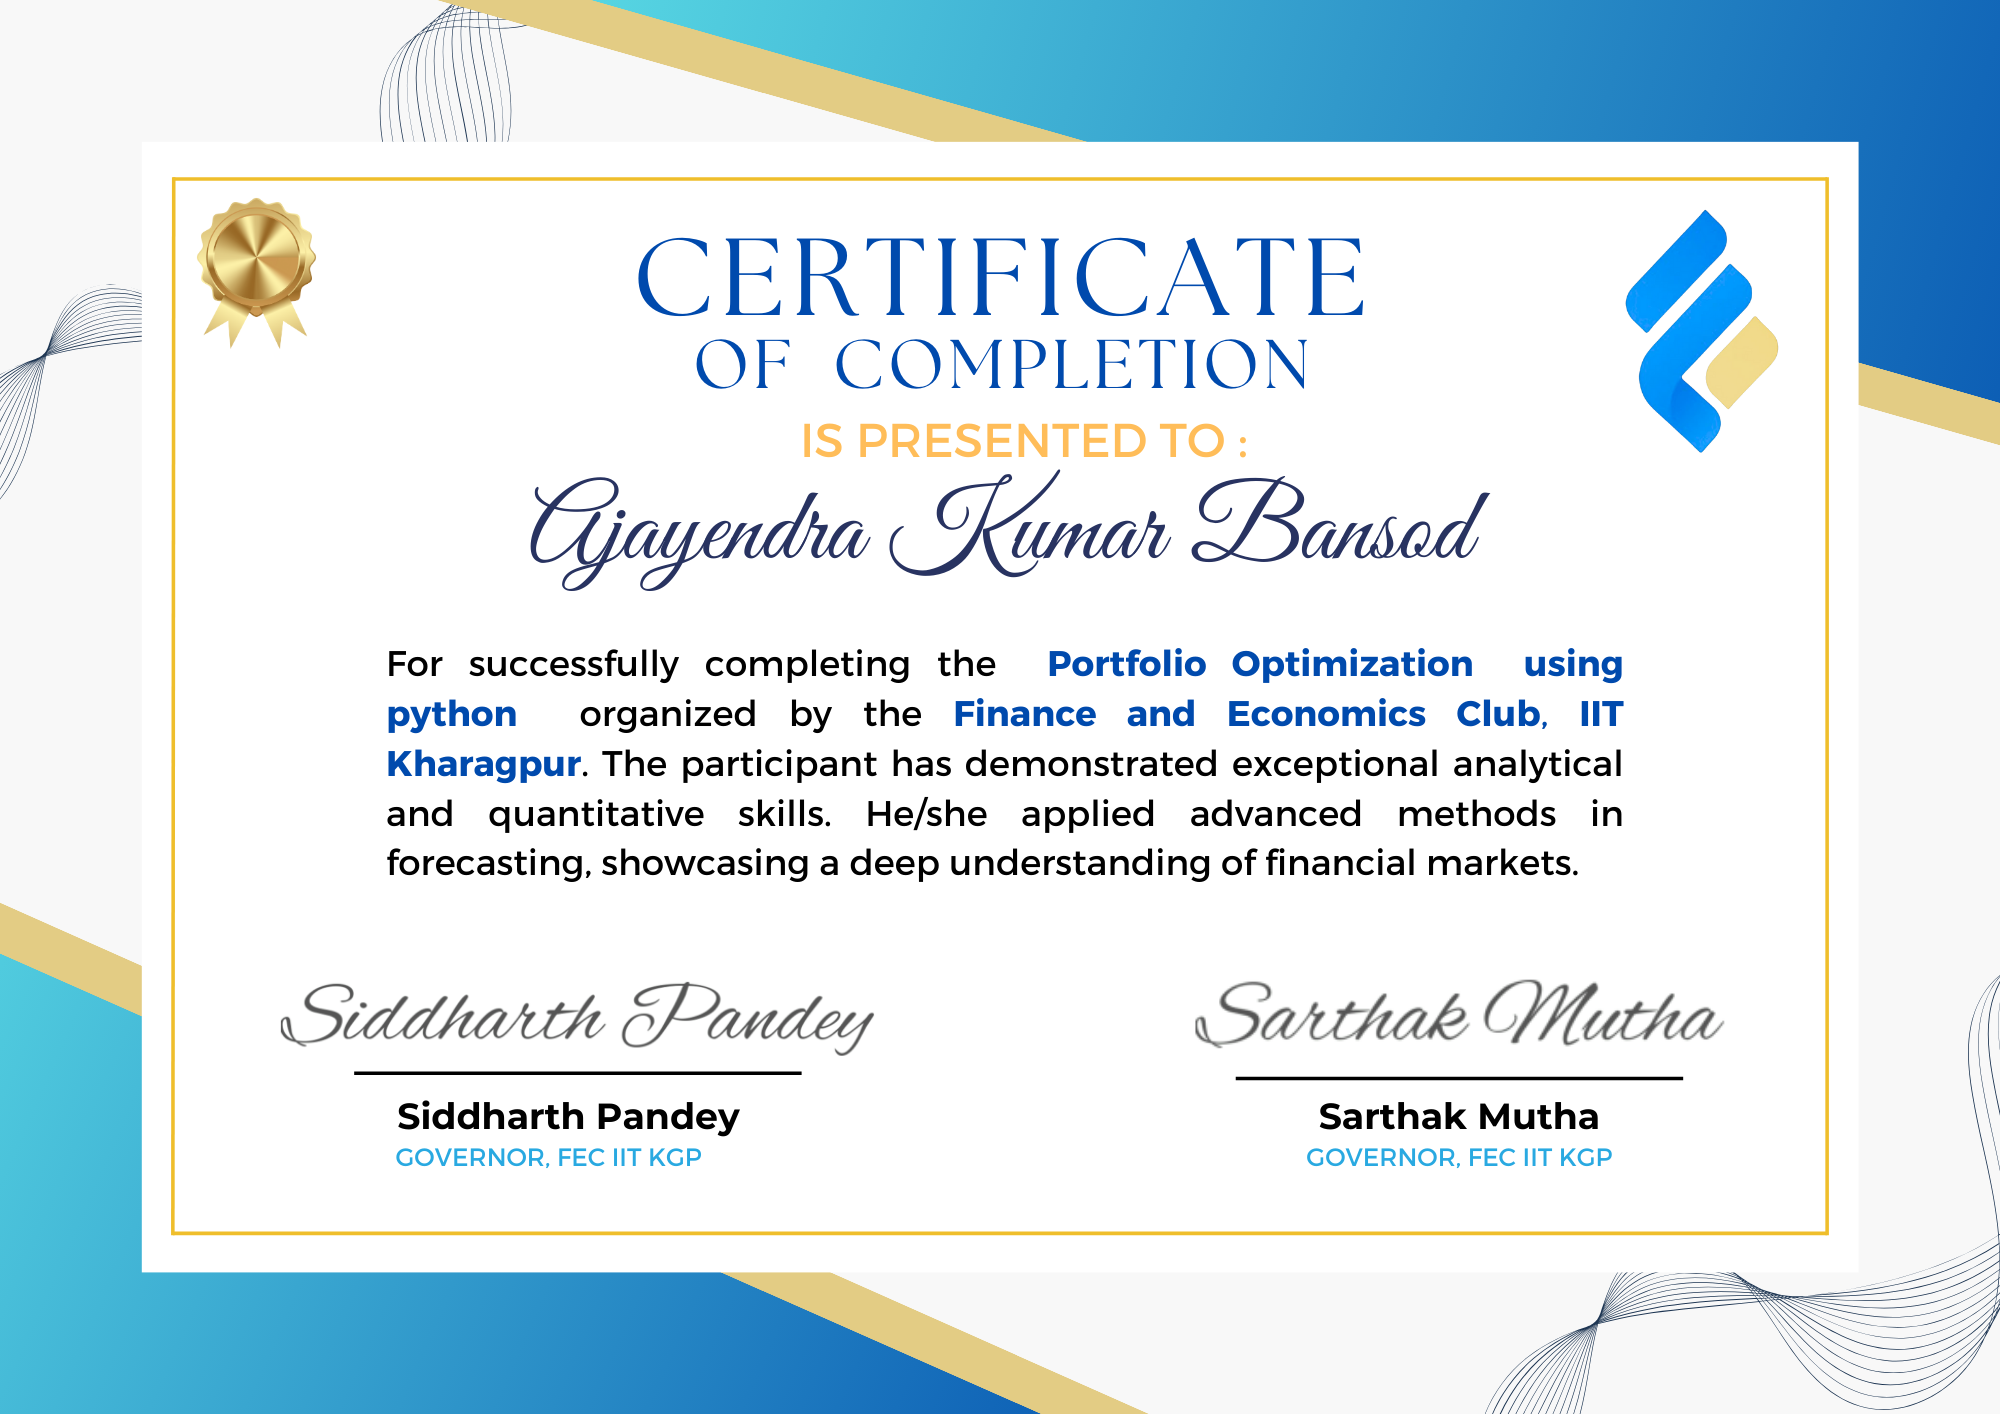 CERTIFICATE
OF COMPLETION
IS PRESENTED TO :
Ajayendra Kumar Bansod
For successfully completing the Portfolio Optimization using
python organized by the Finance and Economics Club, IIT
Kharagpur. The participant has demonstrated exceptional analytical
and quantitative skills. He/she applied advanced methods in
forecasting, showcasing a deep understanding of financial markets.
Siddharth Pandey
Siddharth Pandey
GOVERNOR, FEC IIT KGP
Sarthak Mutha
Sarthak Mutha
GOVERNOR, FEC IIT KGP